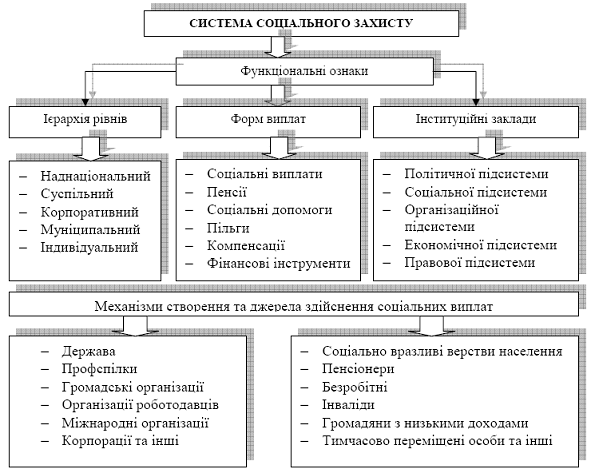 СИСТЕМА СОЦІАЛЬНОГО ЗАХИСТУ
Функціональні ознаки
Ієрархія рівнів
Форм виплат
Інституційні заклади
– Наднаціональний
– Суспільний
– Корпоративний
– Муніципальний
– Індивідуальний
– Соціальні виплати
– Пенсії
– Соціальні допомоги
– Пільги
– Компенсації
– Фінансові інструменти
– Політичної підсистеми
– Соціальної підсистеми
– Організаційної
підсистеми
– Економічної підсистеми
– Правової підсистеми
Механізми створення та джерела здійснення соціальних виплат
– Держава
– Профспілки
– Громадські організації
– Організації роботодавців
– Міжнародні організації
– Корпорації та інші
– Соціально вразливі верстви населення
– Пенсіонери
– Безробітні
– Інваліди
– Громадяни з низькими доходами
– Тимчасово переміщені особи та інші